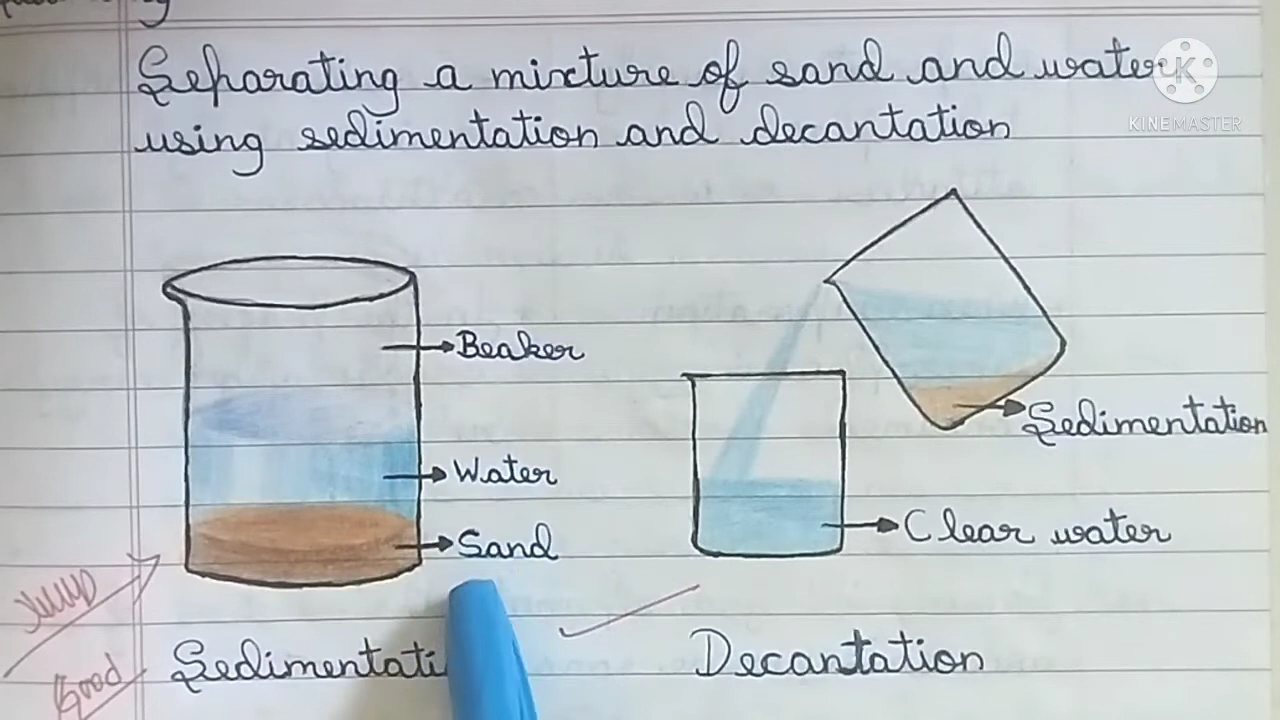 Separating a mixture of sand and water
using sedimentation and decantation
K
KINEMASTER
Beaker
Water
Sand
Sedimentation
Clear water
Good
Sedimentati
Decantation